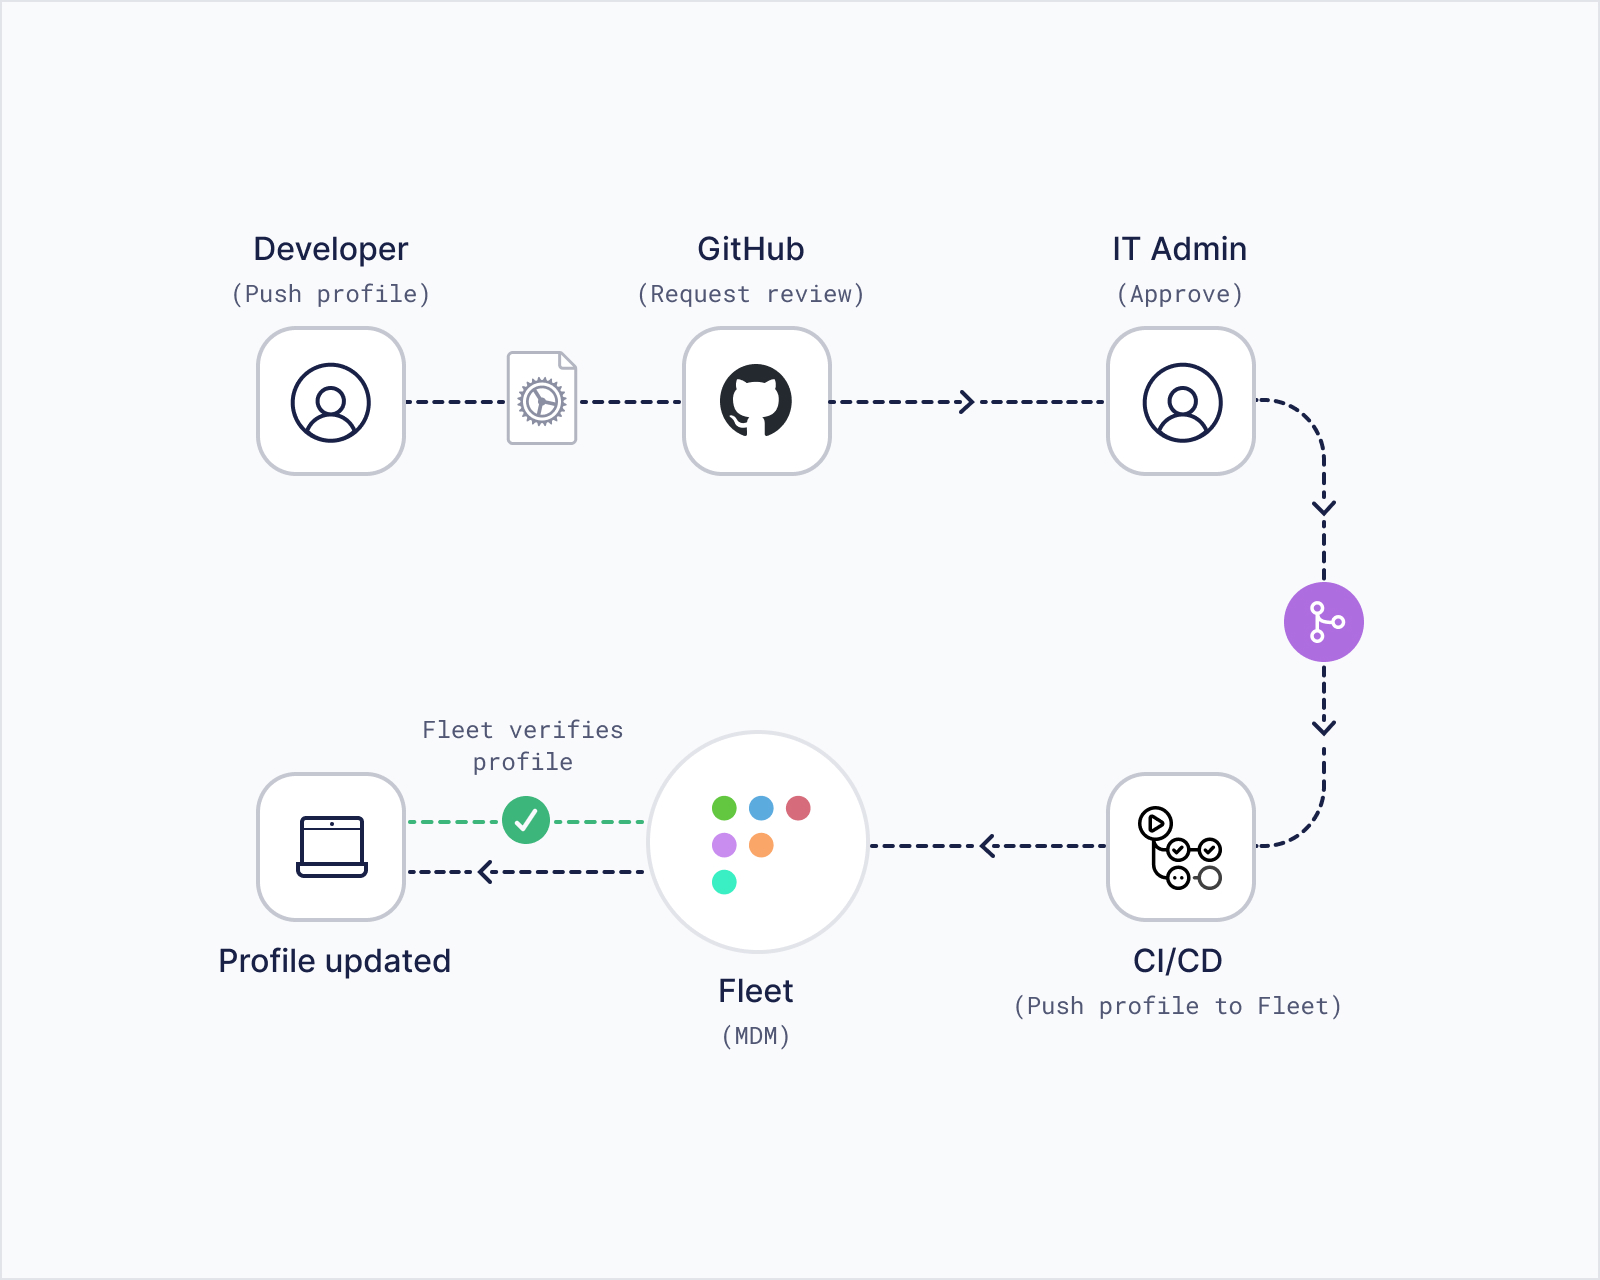 Developer
(Push profile)
GitHub
(Request review)
IT Admin
(Approve)
Fleet verifies
profile
Profile updated
Fleet
(MDM)
CI/CD
(Push profile to Fleet)